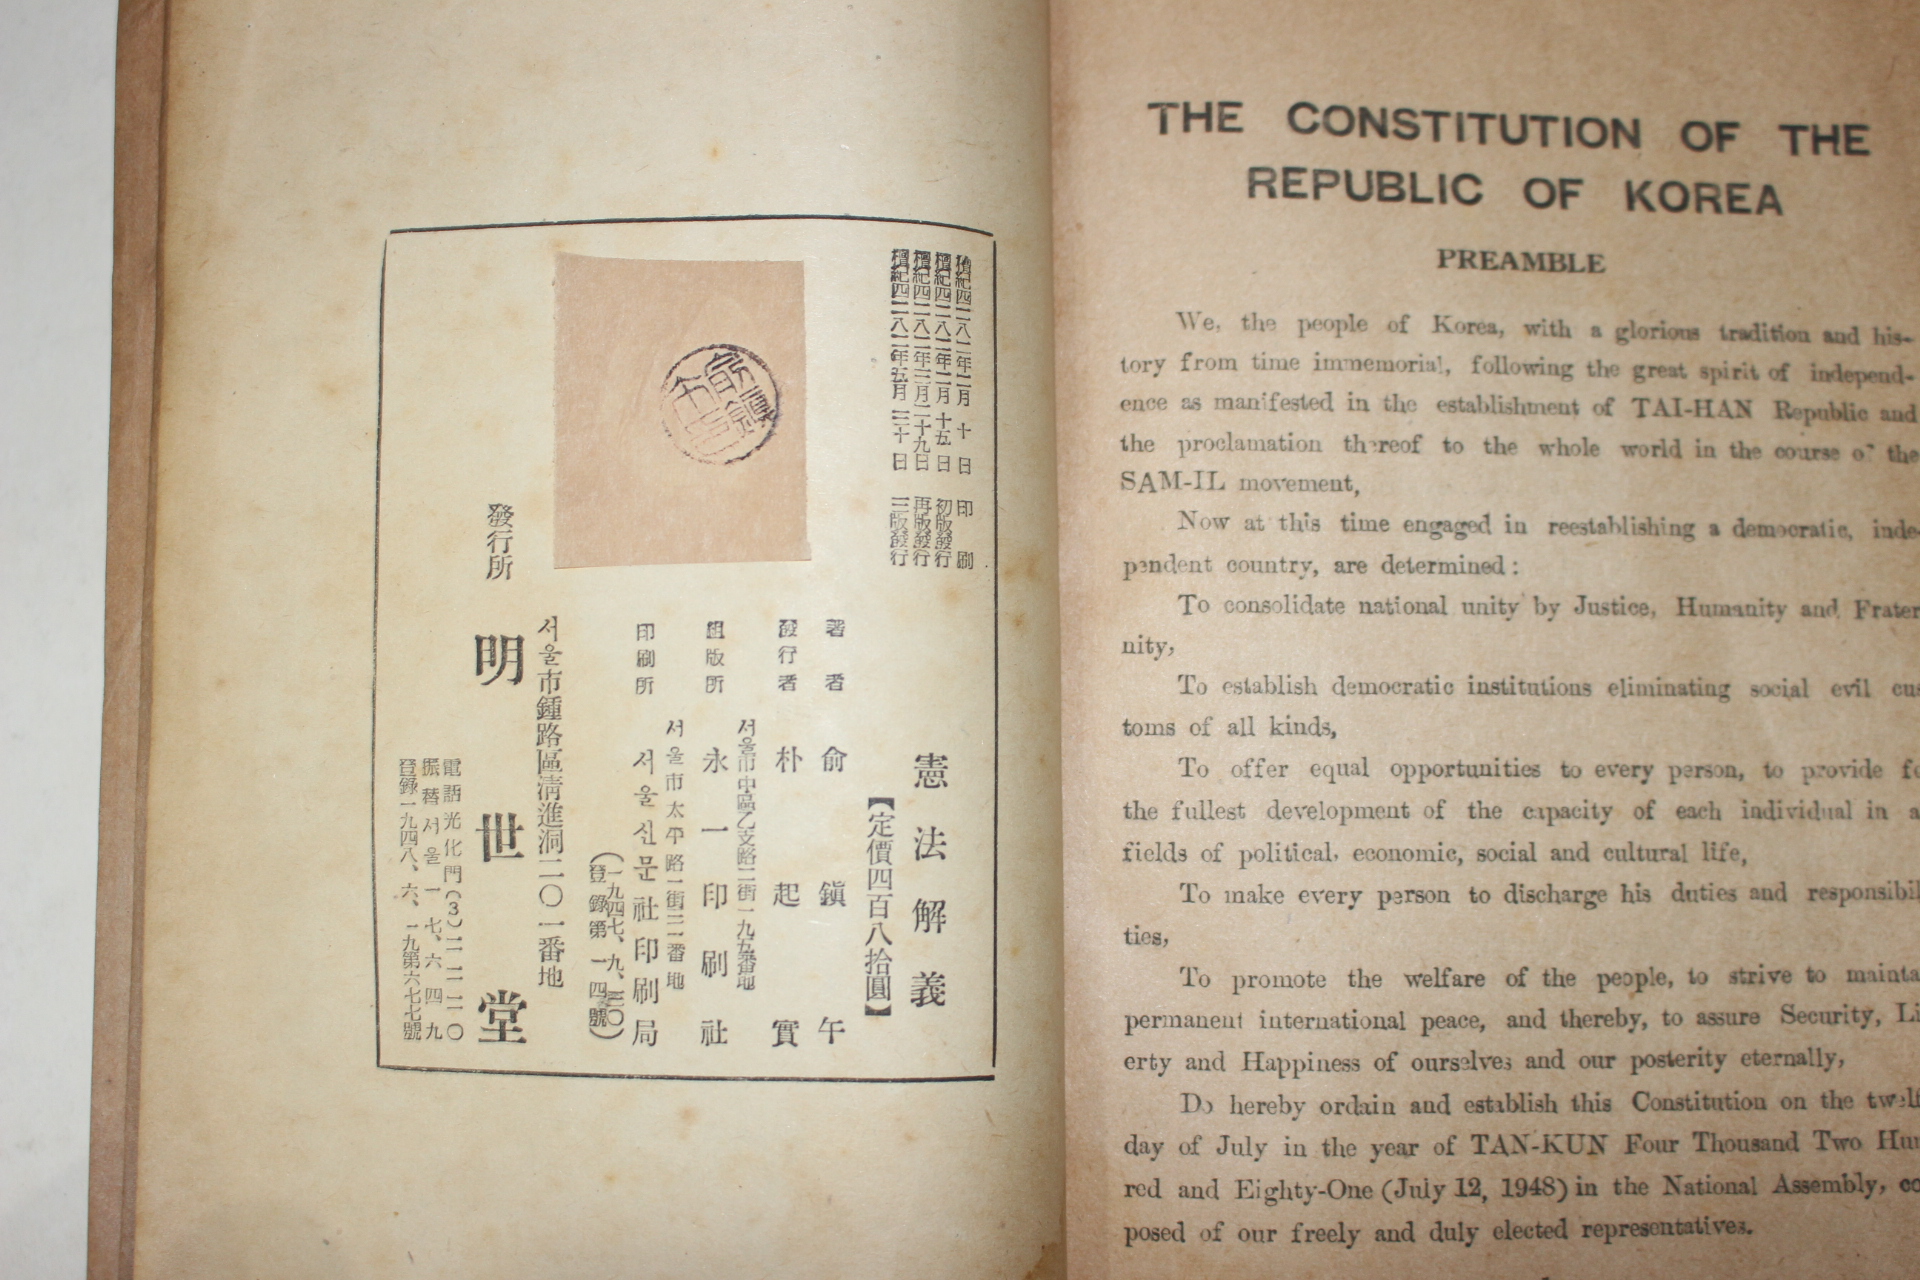 檀紀四二八二年二月 十 日 印 刷
檀紀四二八二年二月 十五 日 初版發行
檀紀四二八二年三月二十九日 再版發行
檀紀四二八二年五月 三十 日 三版發行
憲法解義
【定價四百八拾圓】
著者 俞鎭午
發行者 朴起實
서울市中區乙支路二街一九五番地
組版所 永一印刷社
서울市太平路一街三一番地
印刷所 서울신문社印刷局
(一九四七、九、三〇)
(登錄第一四號)
서울市鍾路區淸進洞二〇一番地
發行所 明世堂
電話光化門(3)二二一〇
振替서울一七、六四九
登錄一九四八、六、一九第六七七號
THE CONSTITUTION OF THE
REPUBLIC OF KOREA
PREAMBLE
We, the people of Korea, with a glorious tradition and his-
tory from time immemorial, following the great spirit of independ-
ence as manifested in the establishment of TAI-HAN Republic and
the proclamation thereof to the whole world in the course of the
SAM-IL movement,
Now at this time engaged in reestablishing a democratic, inde-
pendent country, are determined:
To consolidate national unity by Justice, Humanity and Frater
nity,
To establish democratic institutions eliminating social evil cus
toms of all kinds,
To offer equal opportunities to every person, to provide fo
the fullest development of the capacity of each individual in a
fields of political, economic, social and cultural life,
To make every person to discharge his duties and responsibil
ties,
To promote the welfare of the people, to strive to mainta
permanent international peace, and thereby, to assure Security, Li
erty and Happiness of ourselves and our posterity eternally,
Do hereby ordain and establish this Constitution on the twelf
day of July in the year of TAN-KUN Four Thousand Two Hun
red and Eighty-One (July 12, 1948) in the National Assembly, co
posed of our freely and duly elected representatives.